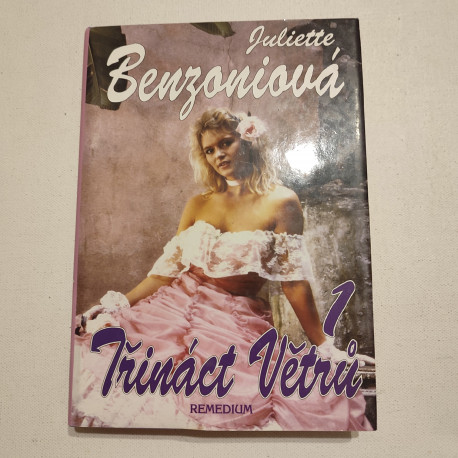 Juliette
Benzoniová
1
Třináct Větrů
REMEDIUM